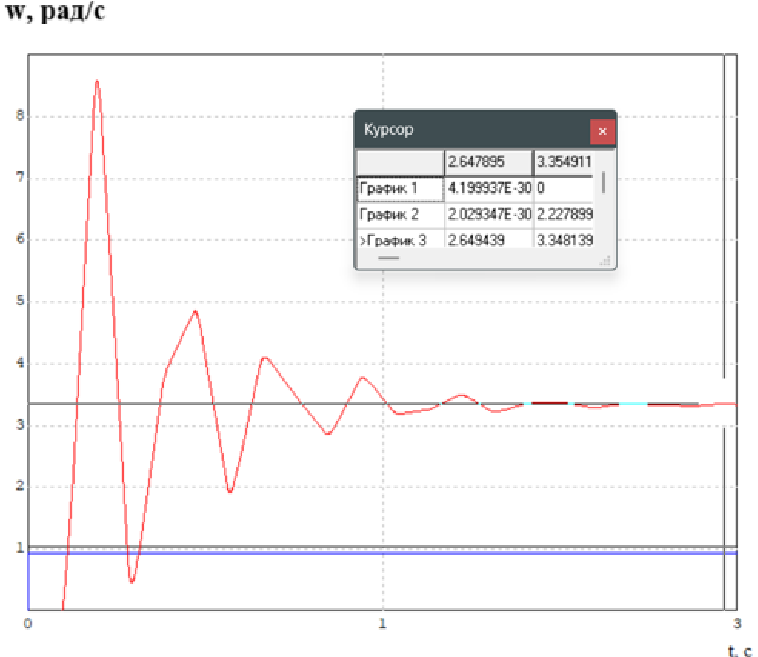 w, рад/с
8
7
6
5
4
3
2
1
Курсор
2.647895 3.354911
График 1 4.199937E-30 0
График 2 2.029347E-30 2.227899
>График 3 2.649439 3.348139
0 1 3
t, с